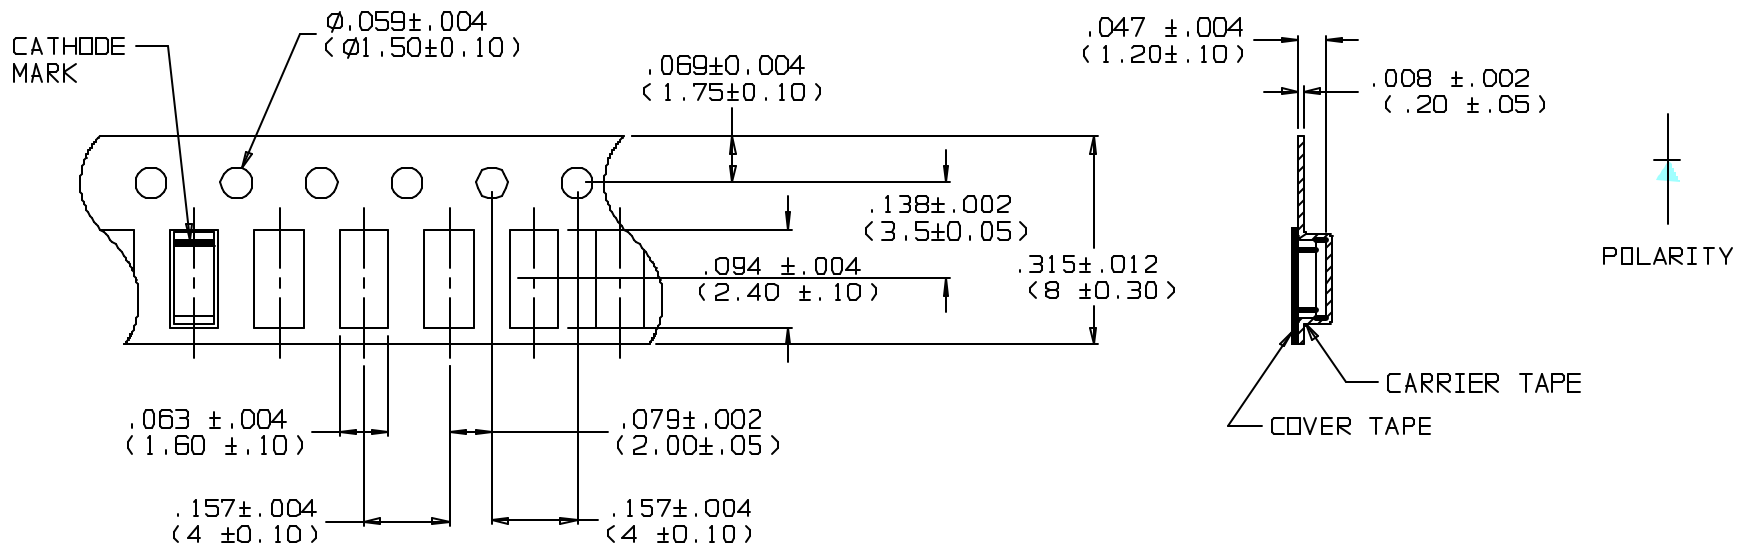 CATHODE
MARK
Ø.059±.004
(Ø1.50±0.10)
.069±0.004
(1.75±0.10)
.047 ±.004
(1.20±.10)
.008 ±.002
(.20 ±.05)
.138±.002
(3.5±0.05)
.094 ±.004
(2.40 ±.10)
.315±.012
(8 ±0.30)
POLARITY
CARRIER TAPE
COVER TAPE
.063 ±.004
(1.60 ±.10)
.079±.002
(2.00±.05)
.157±.004
(4 ±0.10)
.157±.004
(4 ±0.10)